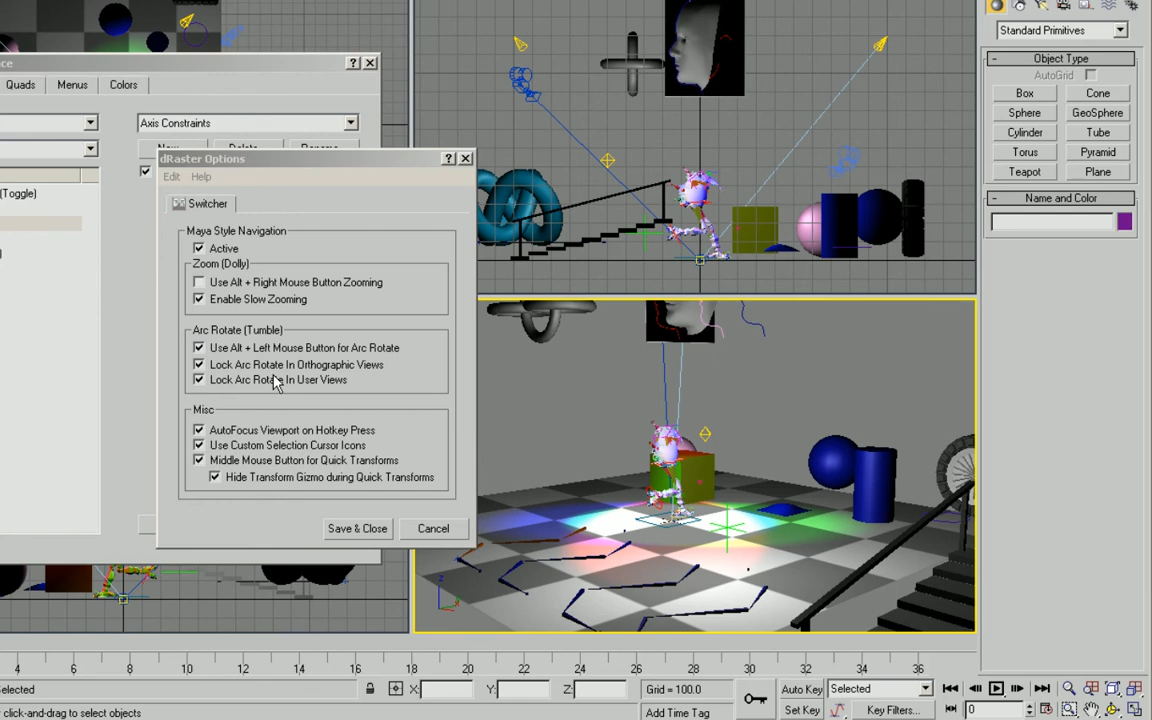 Standard Primitives
ce
Object Type
AutoGrid
Quads
Menus
Colors
Box
Cone
Sphere
GeoSphere
Axis Constraints
Cylinder
Tube
Torus
Pyramid
dRaster Options
Teapot
Plane
Edit
Help
(Toggle)
Name and Color
Switcher
Maya Style Navigation
Active
Zoom (Dolly)
Use Alt + Right Mouse Button Zooming
Enable Slow Zooming
Arc Rotate (Tumble)
Use Alt + Left Mouse Button for Arc Rotate
Lock Arc Rotate In Orthographic Views
Lock Arc Rotate In User Views
Misc
AutoFocus Viewport on Hotkey Press
Use Custom Selection Cursor Icons
Middle Mouse Button for Quick Transforms
Hide Transform Gizmo during Quick Transforms
Save & Close
Cancel
z
4 6 8 10 12 14 16 18 20 22 24 26 28 30 32 34 36
Selected
X:
Y:
Z:
Grid = 100.0
Auto Key
Selected
click-and-drag to select objects
Add Time Tag
Set Key
Key Filters...
0